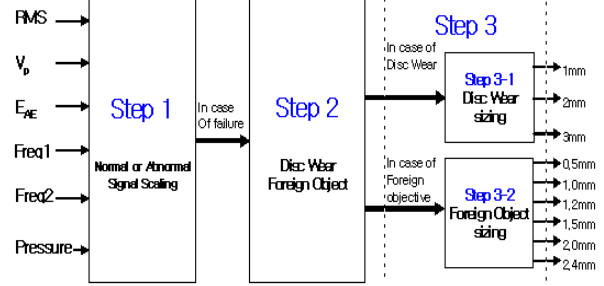 RMS
Vp
EAE
Freq1
Freq2
Pressure
Step 1
Normal or Abnormal
Signal Scaling
In case
Of failure
Step 2
Disc Wear
Foreign Object
Step 3
In case of
Disc Wear
Step 3-1
Disc Wear
sizing
1mm
2mm
3mm
In case of
Foreign
objective
Step 3-2
Foreign Object
sizing
0,5mm
1,0mm
1,2mm
1,5mm
2,0mm
2,4mm